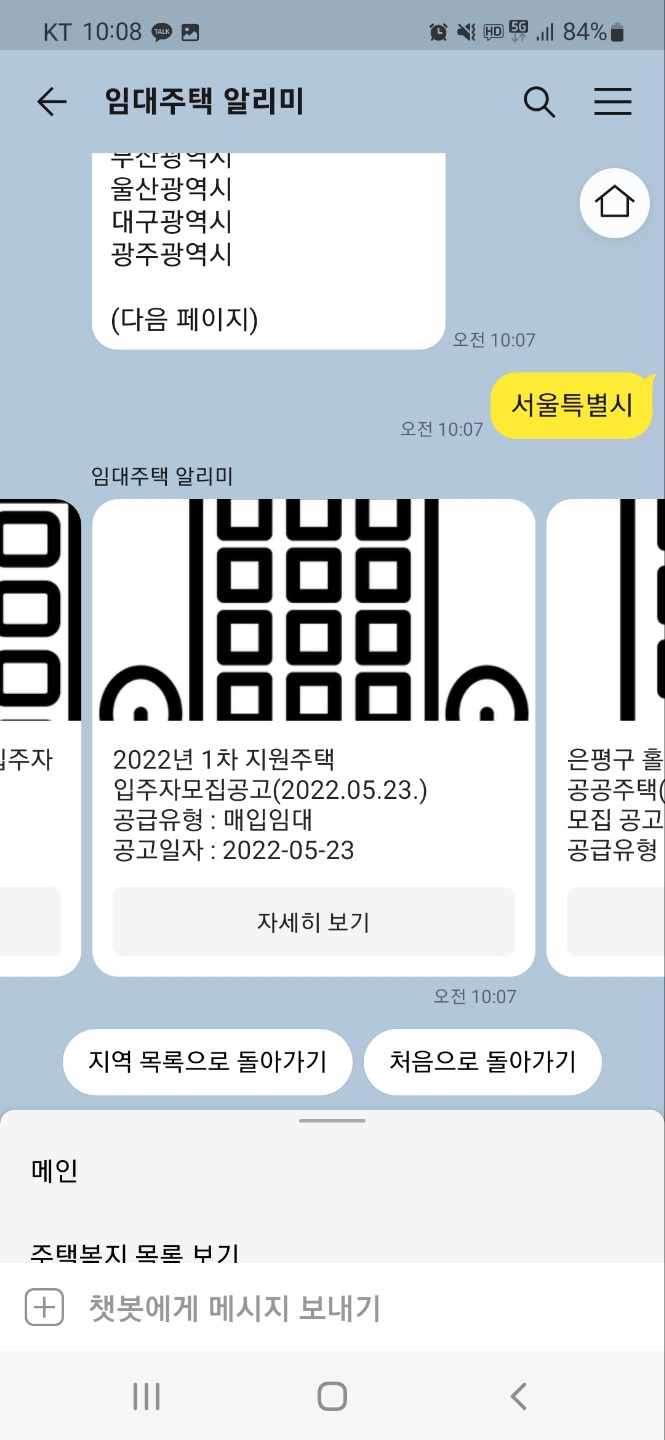 KT 10:08 TALK HD 5G 84%
임대주택 알리미
부산광역시
울산광역시
대구광역시
광주광역시
(다음 페이지)
오전 10:07
서울특별시
오전 10:07
임대주택 알리미
입주자
2022년 1차 지원주택
입주자모집공고(2022.05.23.)
공급유형 : 매입임대
공고일자 : 2022-05-23
자세히 보기
은평구 홀
공공주택(
모집 공고
공급유형
오전 10:07
지역 목록으로 돌아가기
처음으로 돌아가기
메인
주택복지 목록 보기
챗봇에게 메시지 보내기